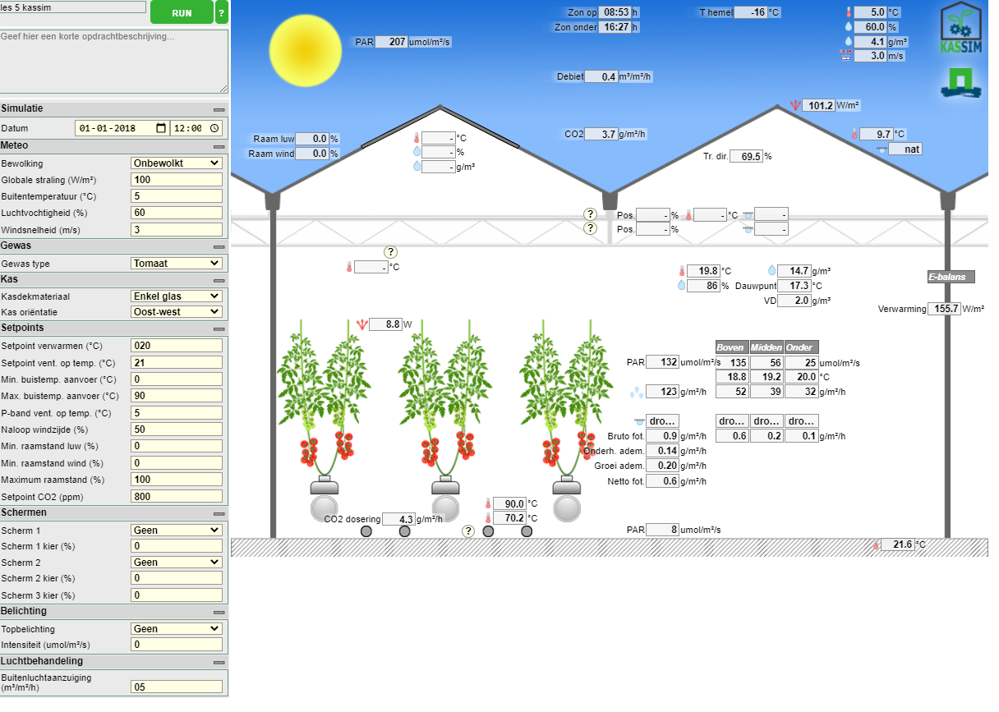 les 5 kassim
RUN
?
Geef hier een korte opdrachtbeschrijving...
Simulatie
Datum 01-01-2018 12:00
Meteo
Bewolking Onbewolkt
Globale straling (W/m²) 100
Buitentemperatuur (°C) 5
Luchtvochtigheid (%) 60
Windsnelheid (m/s) 3
Gewas
Gewas type Tomaat
Kas
Kasdekmateriaal Enkel glas
Kas oriëntatie Oost-west
Setpoints
Setpoint verwarmen (°C) 020
Setpoint vent. op temp. (°C) 21
Min. buistemp. aanvoer (°C) 0
Max. buistemp. aanvoer (°C) 90
P-band vent. op temp. (°C) 5
Naloop windzijde (%) 50
Min. raamstand luw (%) 0
Min. raamstand wind (%) 0
Maximum raamstand (%) 100
Setpoint CO2 (ppm) 800
Schermen
Scherm 1 Geen
Scherm 1 kier (%) 0
Scherm 2 Geen
Scherm 2 kier (%) 0
Scherm 3 kier (%) 0
Belichting
Topbelichting Geen
Intensiteit (umol/m²/s) 0
Luchtbehandeling
Buitenluchtaanzuiging
(m³/m²/h) 05
Zon op 08:53 h
Zon onder 16:27 h
T hemel -16 °C
5.0 °C
60.0 %
4.1 g/m³
3.0 m/s
KASSIM
PAR 207 umol/m²/s
Debiet 0.4 m³/m²/h
101.2 W/m²
Raam luw 0.0 %
Raam wind 0.0 %
- °C
- %
- g/m³
CO2 3.7 g/m²/h
9.7 °C
nat
Tr. dir. 69.5 %
? Pos. - % - °C -
? Pos. - % -
?
- °C
19.8 °C 14.7 g/m³
86 % Dauwpunt 17.3 °C
VD 2.0 g/m³
E-balans
Verwarming 155.7 W/m²
8.8 W
Boven Midden Onder
PAR 132 umol/m²/s 135 56 25 umol/m²/s
18.8 19.2 20.0 °C
123 g/m²/h 52 39 32 g/m²/h
dro... dro... dro... dro...
Bruto fot. 0.9 g/m²/h 0.6 0.2 0.1 g/m²/h
Onderh. adem. 0.14 g/m²/h
Groei adem. 0.20 g/m²/h
Netto fot. 0.6 g/m²/h
90.0 °C
CO2 dosering 4.3 g/m²/h
70.2 °C
?
PAR 8 umol/m²/s
21.6 °C